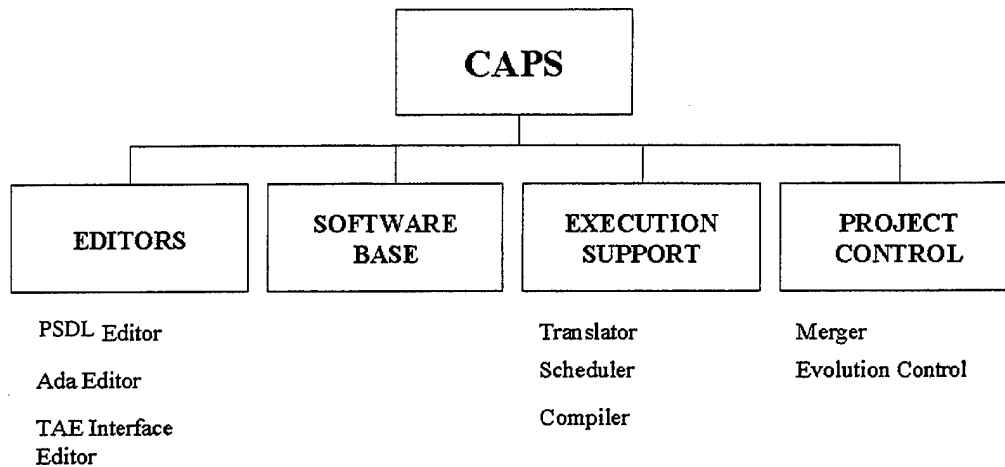 CAPS
EDITORS
SOFTWARE
BASE
EXECUTION
SUPPORT
PROJECT
CONTROL
PSDL Editor
Ada Editor
TAE Interface
Editor
Translator
Scheduler
Compiler
Merger
Evolution Control